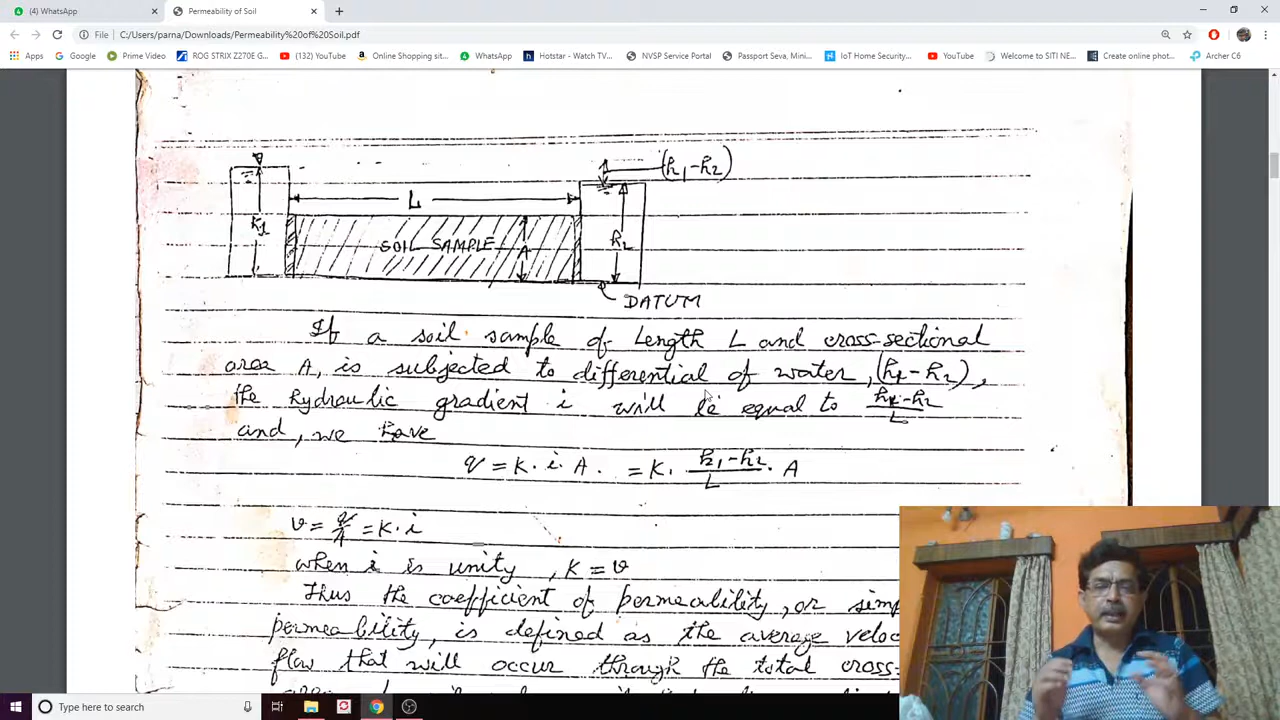 (4) WhatsApp
Permeability of Soil
File
C:/Users/parna/Downloads/Permeability%20of%20Soil.pdf
Apps
Google
Prime Video
ROG STRIX Z270E G...
(132) YouTube
Online Shopping sit...
WhatsApp
Hotstar - Watch TV...
NVSP Service Portal
Passport Seva, Mini...
IoT Home Security...
YouTube
Welcome to SITI NE...
Create online phot...
Archer C6
(h1-h2)
L
h1
SOIL SAMPLE
A
h2
DATUM
If a soil sample of Length L and cross-sectional
area A, is subjected to differential of water, (h1-h2),
the hydraulic gradient i will be equal to h1-h2/L
and, we have
q = K. i. A. = K. h1-h2/L . A
v = q/A = K. i
when i is unity, K = v
Thus the coefficient of permeability, or simp
permeability, is defined as the average veloc
flow that will occur through the total cross-
Type here to search